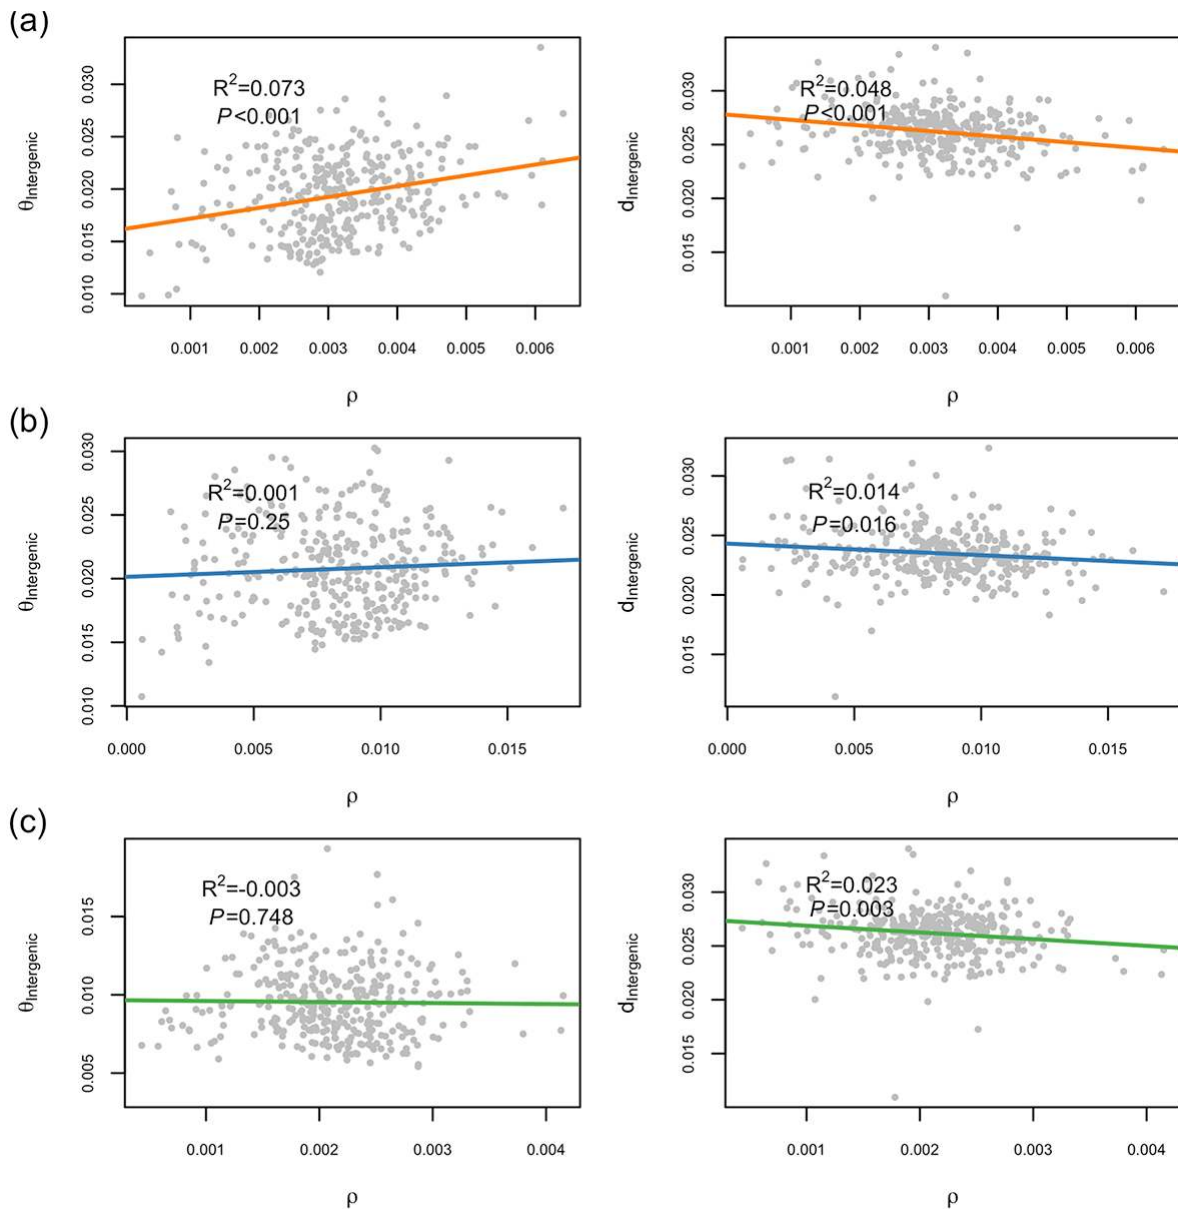 (a)
R²=0.073
P<0.001
θIntergenic
0.030
0.025
0.020
0.015
0.010
0.001 0.002 0.003 0.004 0.005 0.006
ρ
R²=0.048
P<0.001
dIntergenic
0.030
0.025
0.020
0.015
0.001 0.002 0.003 0.004 0.005 0.006
ρ
(b)
R²=0.001
P=0.25
θIntergenic
0.030
0.025
0.020
0.015
0.010
0.000 0.005 0.010 0.015
ρ
R²=0.014
P=0.016
dIntergenic
0.030
0.025
0.020
0.015
0.000 0.005 0.010 0.015
ρ
(c)
R²=-0.003
P=0.748
θIntergenic
0.015
0.010
0.005
0.001 0.002 0.003 0.004
ρ
R²=0.023
P=0.003
dIntergenic
0.030
0.025
0.020
0.015
0.001 0.002 0.003 0.004
ρ